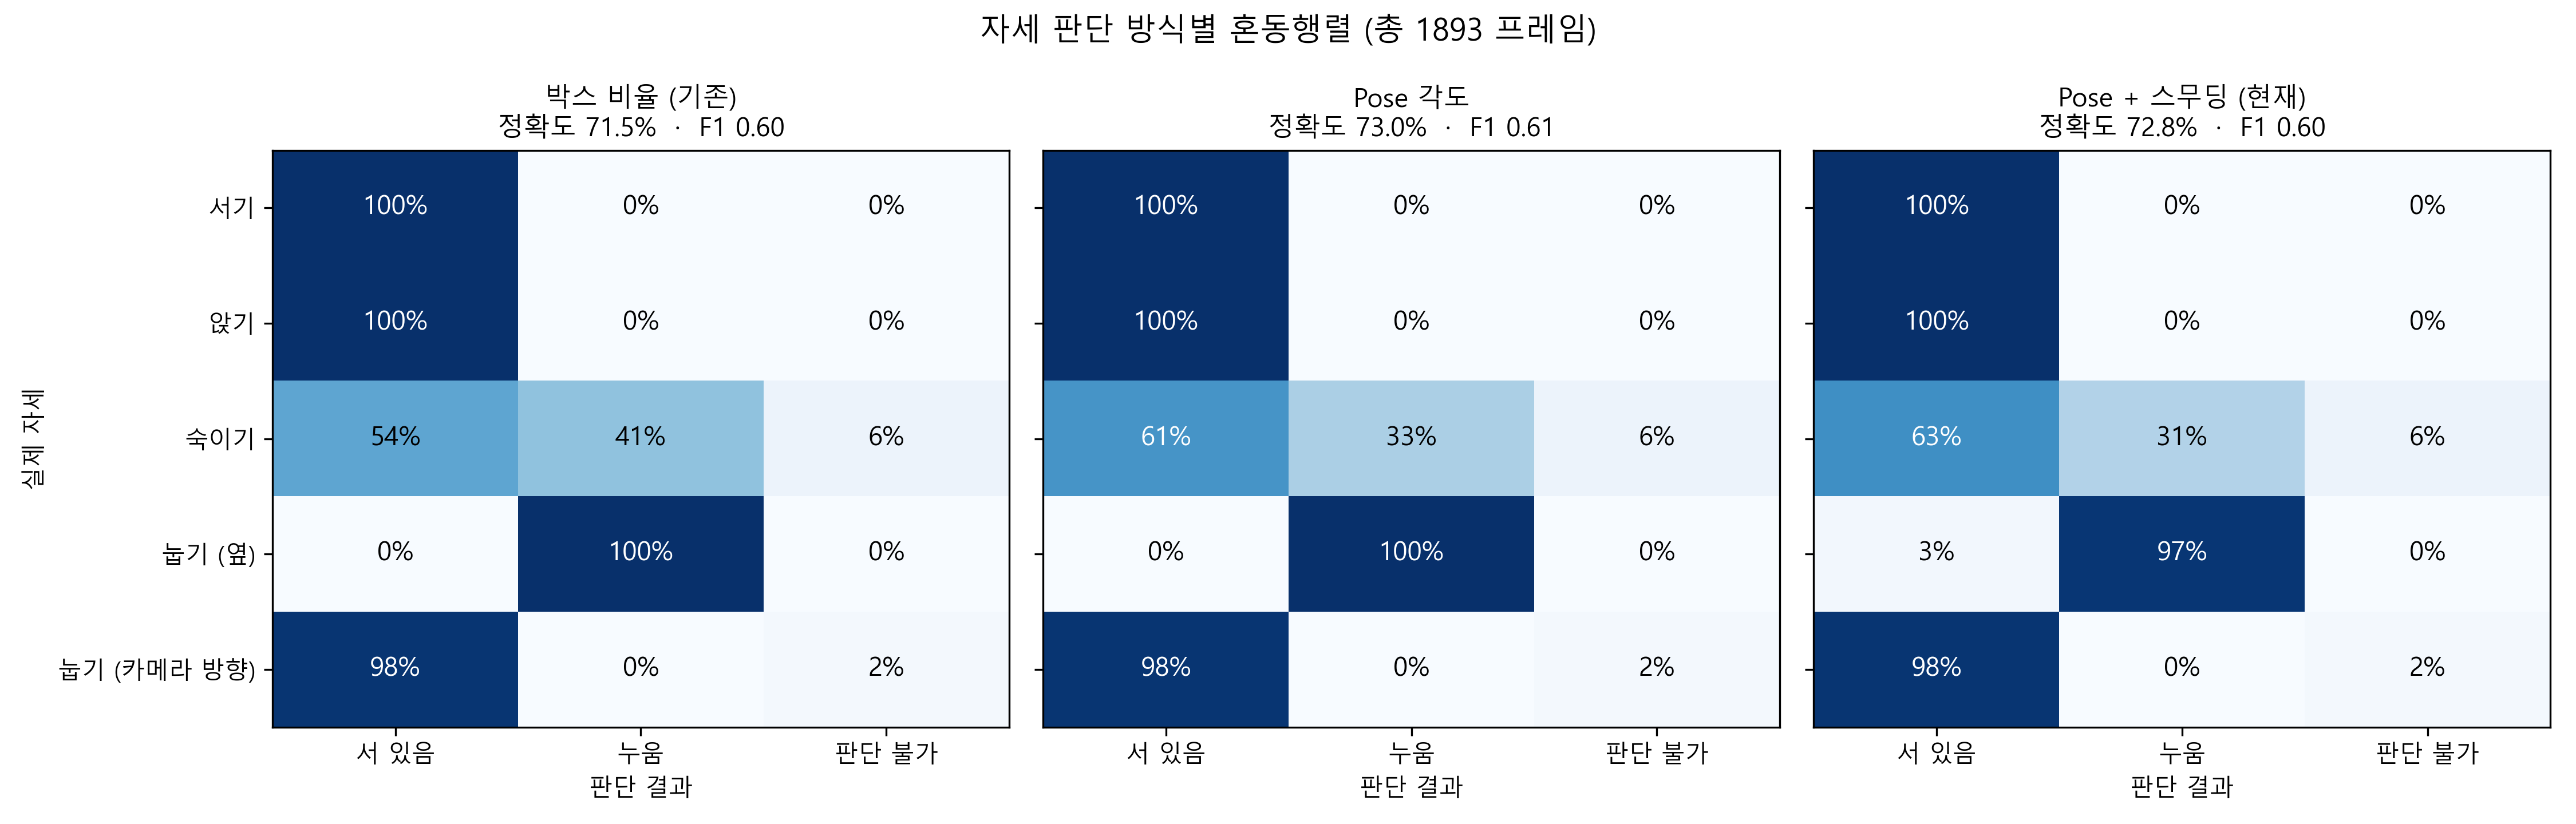 자세 판단 방식별 혼동행렬 (총 1893 프레임)
박스 비율 (기존)
정확도 71.5% · F1 0.60
Pose 각도
정확도 73.0% · F1 0.61
Pose + 스무딩 (현재)
정확도 72.8% · F1 0.60
실제 자세
서기 100% 0% 0% 100% 0% 0% 100% 0% 0%
앉기 100% 0% 0% 100% 0% 0% 100% 0% 0%
숙이기 54% 41% 6% 61% 33% 6% 63% 31% 6%
눕기 (옆) 0% 100% 0% 0% 100% 0% 3% 97% 0%
눕기 (카메라 방향) 98% 0% 2% 98% 0% 2% 98% 0% 2%
서 있음 누움 판단 불가 서 있음 누움 판단 불가 서 있음 누움 판단 불가
판단 결과 판단 결과 판단 결과